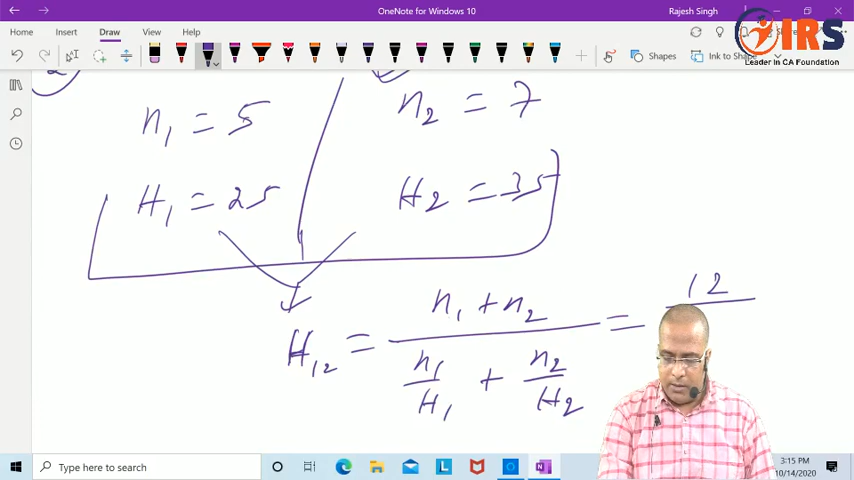 OneNote for Windows 10
Rajesh Singh
Home Insert Draw View Help
Shapes Ink to Shape
IRS
Leader in CA Foundation
n₁ = 5 n₂ = 7
H₁ = 25 H₂ = 35
H₁₂ = (n₁ + n₂) / (n₁/H₁ + n₂/H₂) = 12
Type here to search
3:15 PM
10/14/2020